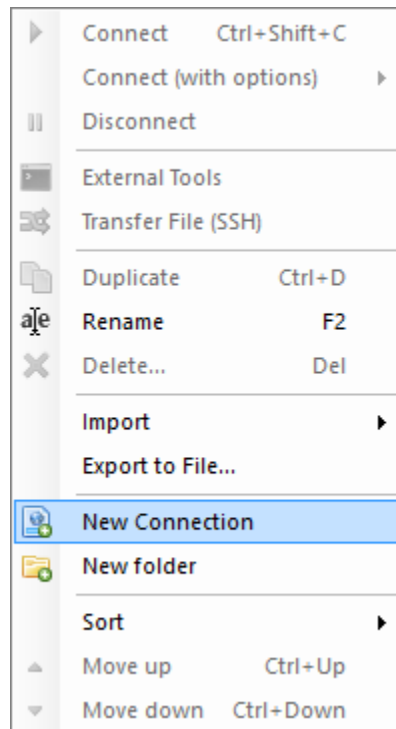 Connect Ctrl+Shift+C
Connect (with options)
Disconnect
External Tools
Transfer File (SSH)
Duplicate Ctrl+D
Rename F2
Delete... Del
Import
Export to File...
New Connection
New folder
Sort
Move up Ctrl+Up
Move down Ctrl+Down